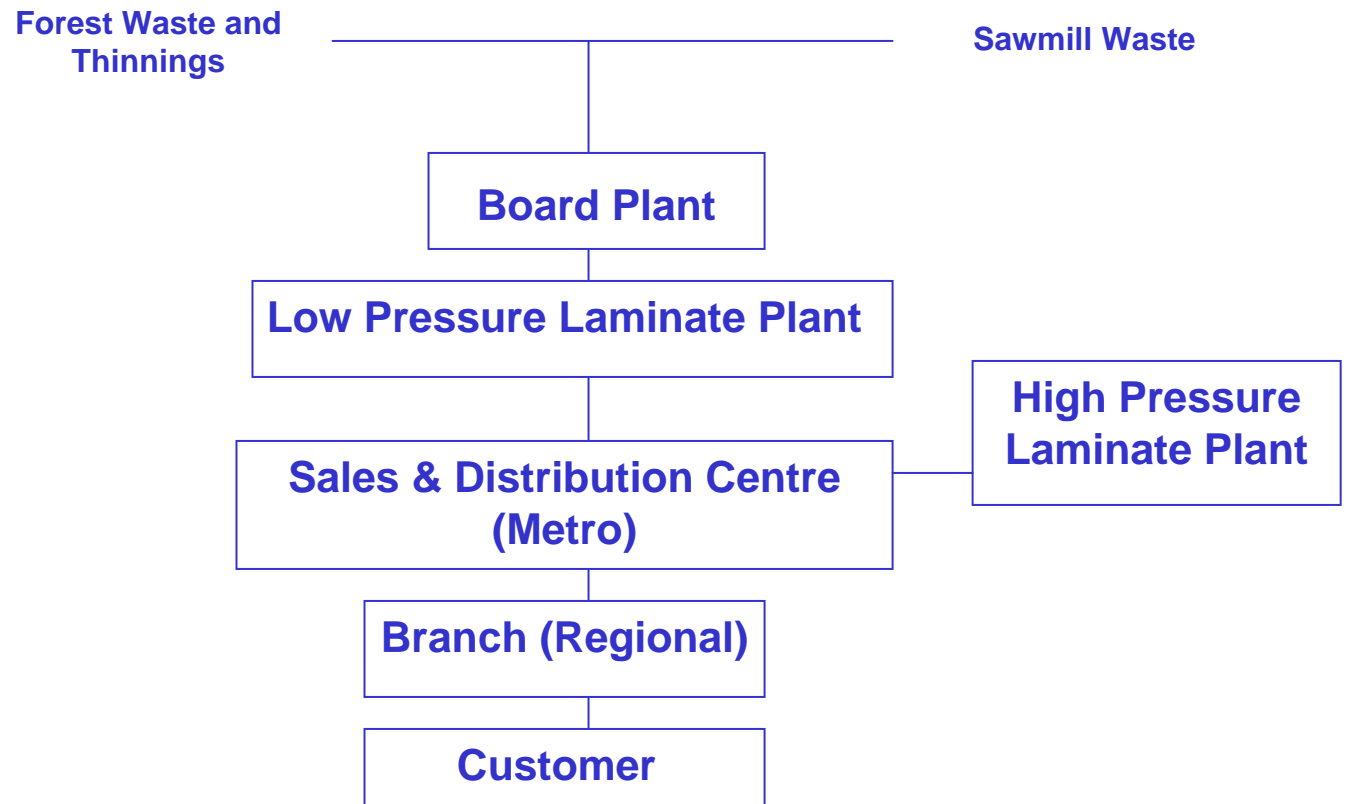 Forest Waste and
Thinnings
Sawmill Waste
Board Plant
Low Pressure Laminate Plant
High Pressure
Laminate Plant
Sales & Distribution Centre
(Metro)
Branch (Regional)
Customer